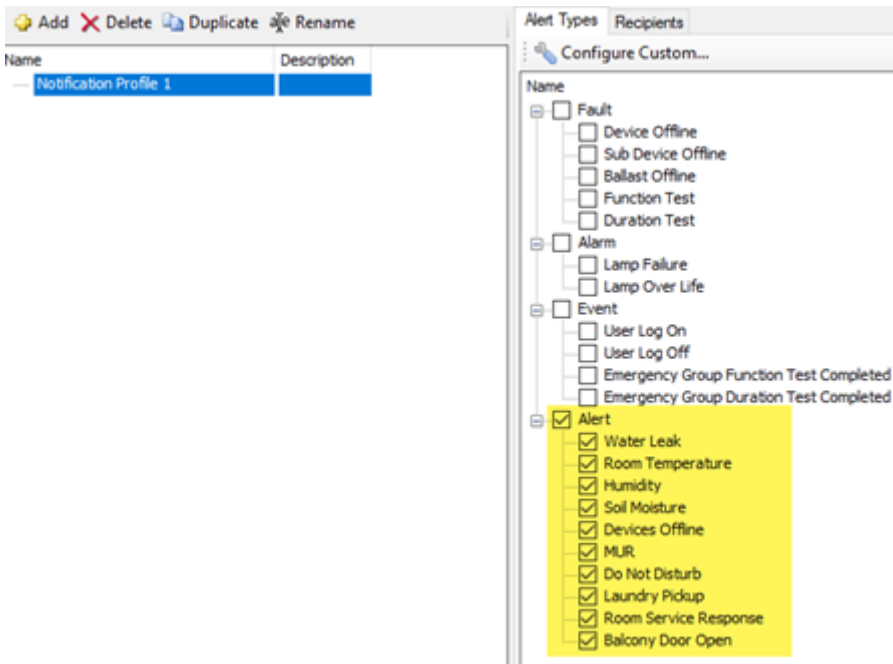 Add Delete Duplicate Rename
Name Description
Notification Profile 1
Alert Types Recipients
Configure Custom...
Name
Fault
Device Offline
Sub Device Offline
Ballast Offline
Function Test
Duration Test
Alarm
Lamp Failure
Lamp Over Life
Event
User Log On
User Log Off
Emergency Group Function Test Completed
Emergency Group Duration Test Completed
Alert
Water Leak
Room Temperature
Humidity
Soil Moisture
Devices Offline
MUR
Do Not Disturb
Laundry Pickup
Room Service Response
Balcony Door Open